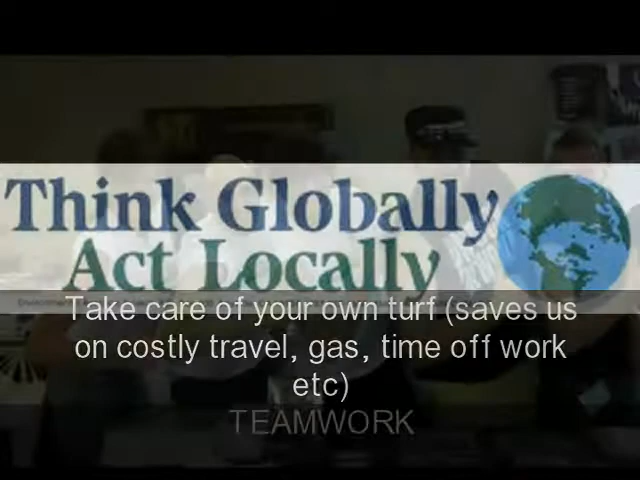 Think Globally
Act Locally
Take care of your own turf (saves us
on costly travel, gas, time off work
etc)
TEAMWORK